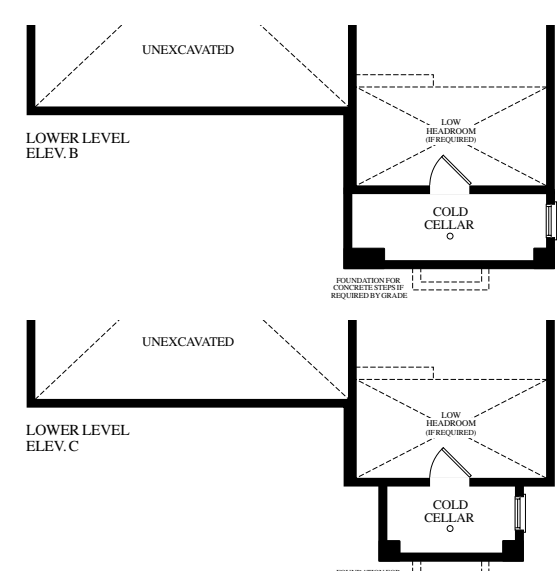 UNEXCAVATED
LOW
HEADROOM
(IF REQUIRED)
LOWER LEVEL
ELEV. B
COLD
CELLAR
FOUNDATION FOR
CONCRETE STEPS IF
REQUIRED BY GRADE
UNEXCAVATED
LOW
HEADROOM
(IF REQUIRED)
LOWER LEVEL
ELEV. C
COLD
CELLAR